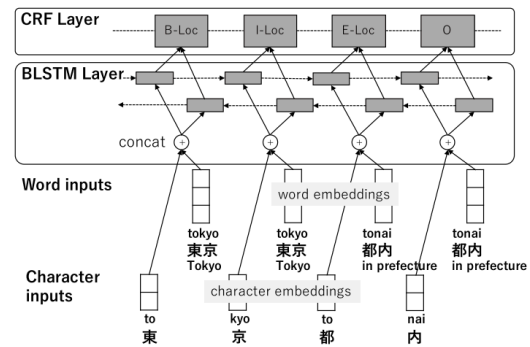 CRF Layer
B-Loc I-Loc E-Loc O
BLSTM Layer
concat
Word inputs
word embeddings
tokyo tokyo tonai tonai
東京 東京 都内 都内
Tokyo Tokyo in prefecture in prefecture
Character inputs
character embeddings
to kyo to nai
東 京 都 内